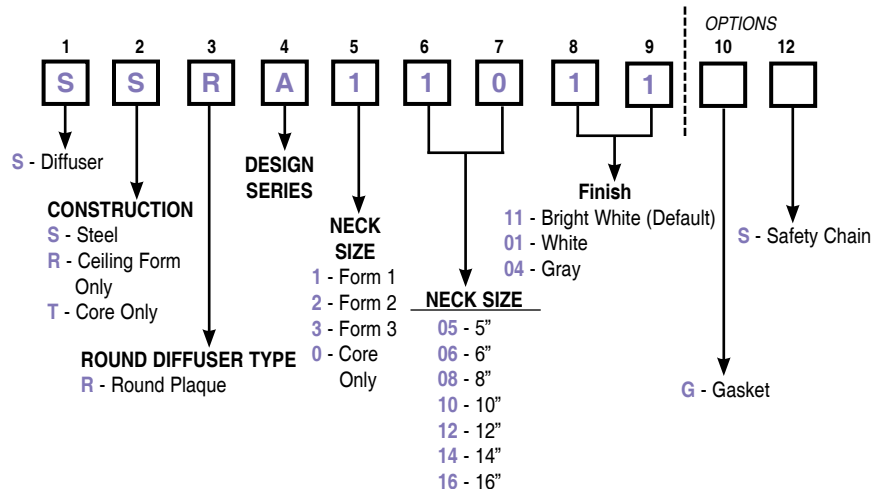 OPTIONS
1 2 3 4 5 6 7 8 9 10 12
S S R A 1 1 0 1 1
S - Diffuser
CONSTRUCTION
S - Steel
R - Ceiling Form
Only
T - Core Only
ROUND DIFFUSER TYPE
R - Round Plaque
DESIGN
SERIES
NECK
SIZE
1 - Form 1
2 - Form 2
3 - Form 3
0 - Core
Only
NECK SIZE
05 - 5”
06 - 6”
08 - 8”
10 - 10”
12 - 12”
14 - 14”
16 - 16”
Finish
11 - Bright White (Default)
01 - White
04 - Gray
G - Gasket
S - Safety Chain